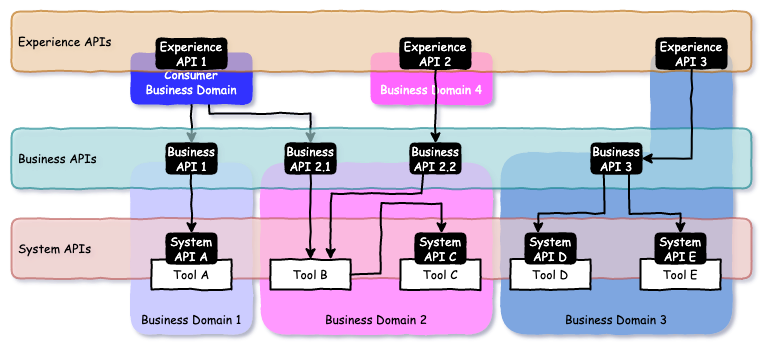 Experience APIs
Experience
API 1
Experience
API 2
Experience
API 3
Consumer
Business Domain
Business Domain 4
Business APIs
Business
API 1
Business
API 2.1
Business
API 2.2
Business
API 3
System APIs
System
API A
Tool A
Tool B
System
API C
Tool C
System
API D
Tool D
System
API E
Tool E
Business Domain 1
Business Domain 2
Business Domain 3